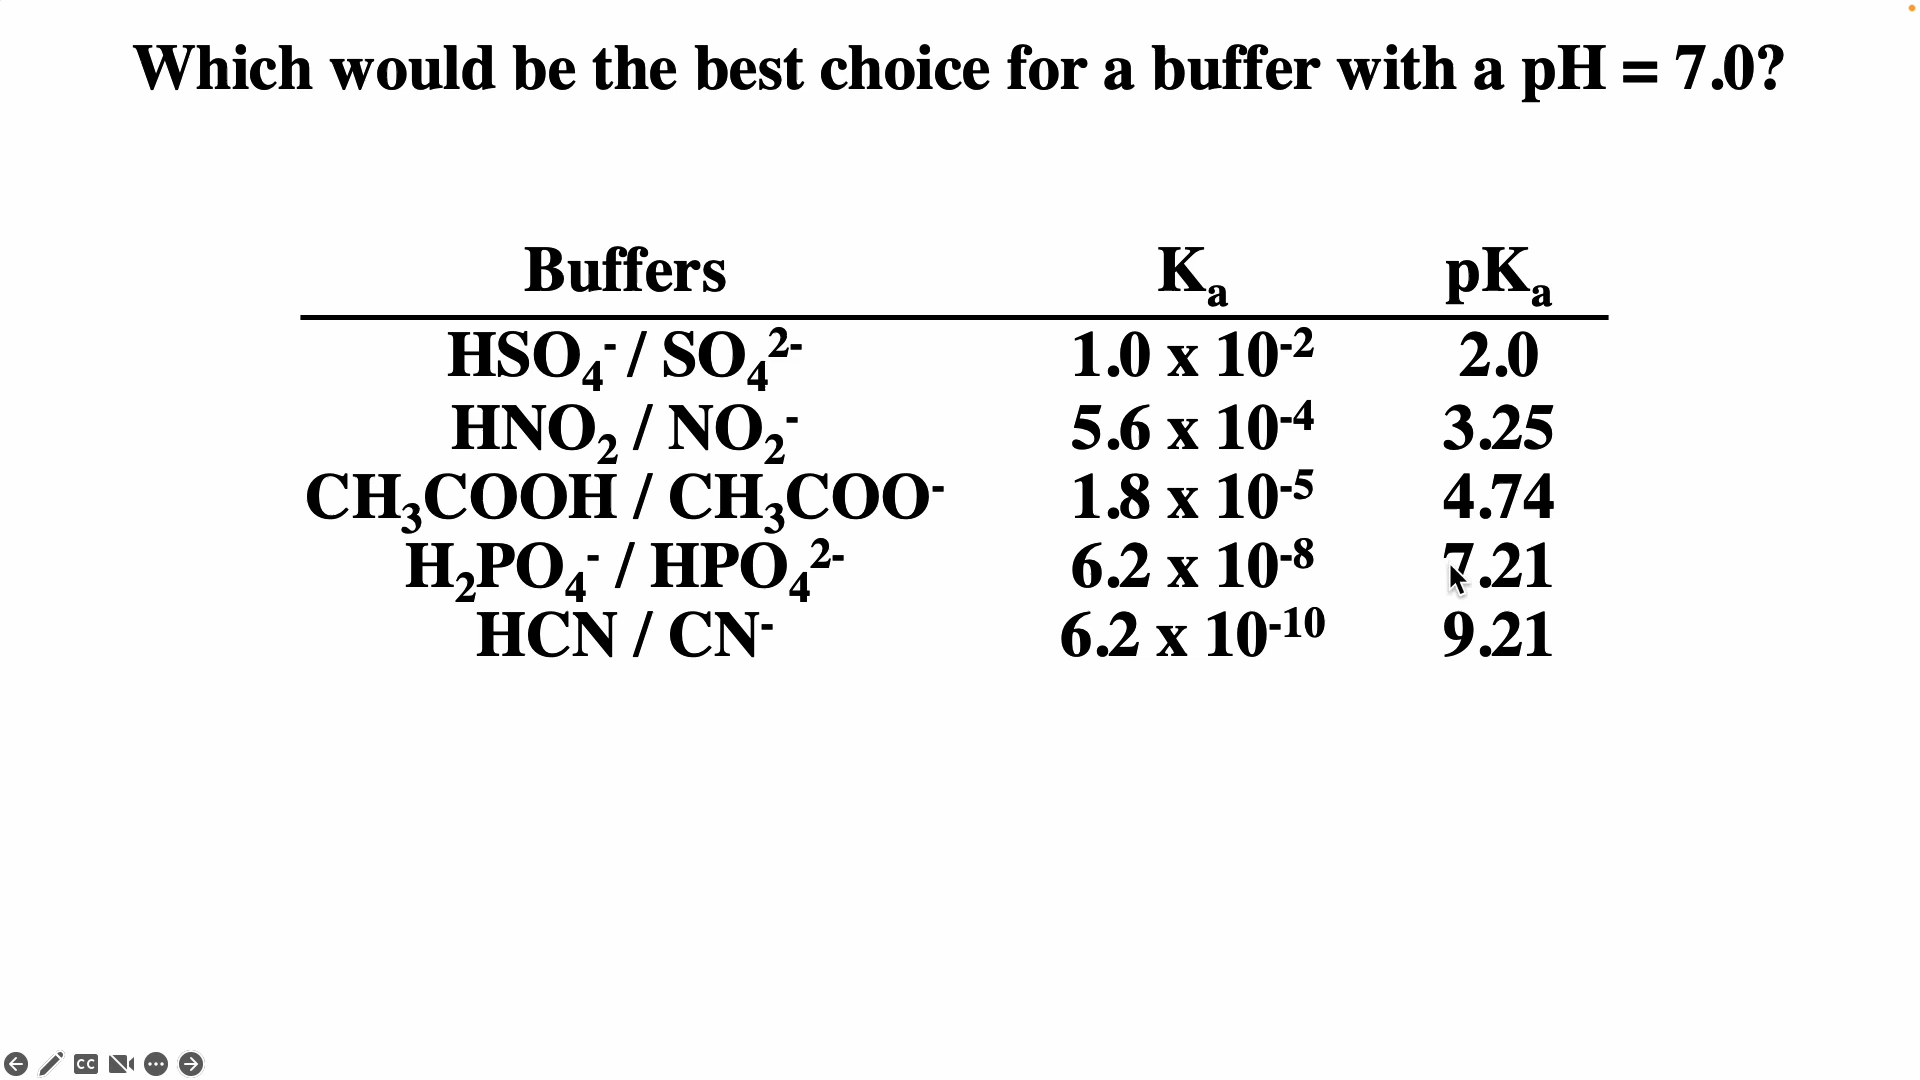 Which would be the best choice for a buffer with a pH = 7.0?
Buffers Kₐ pKₐ
HSO₄⁻ / SO₄²⁻ 1.0 x 10⁻² 2.0
HNO₂ / NO₂⁻ 5.6 x 10⁻⁴ 3.25
CH₃COOH / CH₃COO⁻ 1.8 x 10⁻⁵ 4.74
H₂PO₄⁻ / HPO₄²⁻ 6.2 x 10⁻⁸ 7.21
HCN / CN⁻ 6.2 x 10⁻¹⁰ 9.21
CC